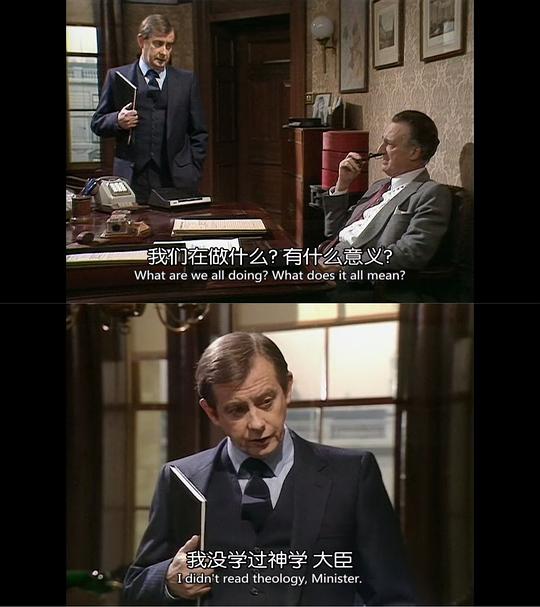 我们在做什么? 有什么意义?
What are we all doing? What does it all mean?
我没学过神学 大臣
I didn't read theology, Minister.